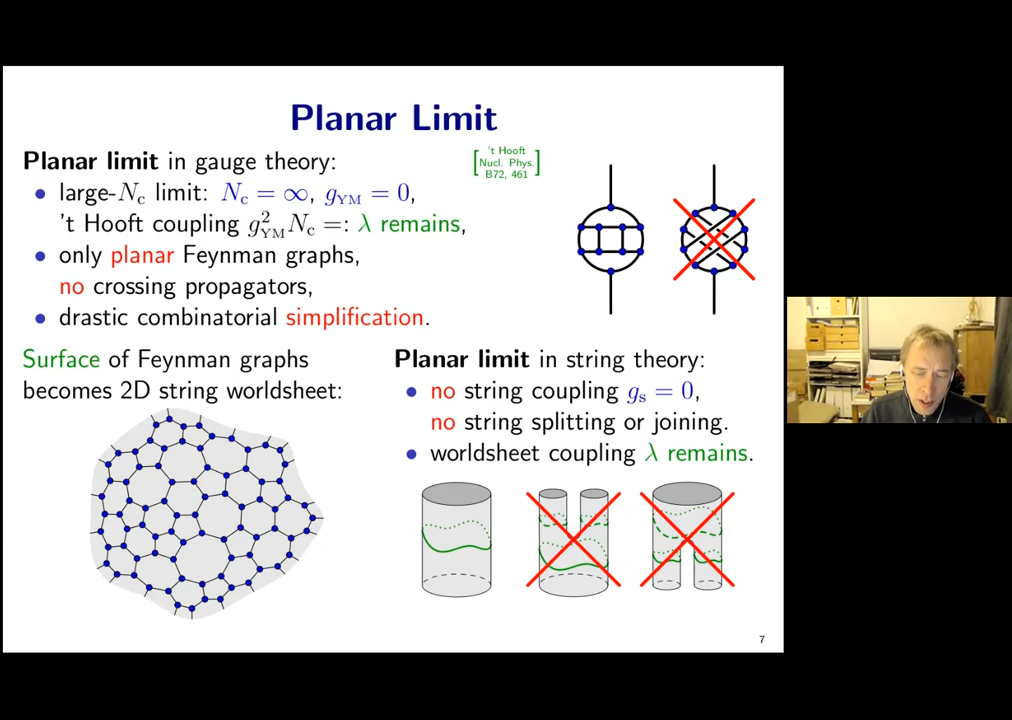 Planar Limit
Planar limit in gauge theory:
['t Hooft
Nucl. Phys.
B72, 461]
• large-N_c limit: N_c = ∞, g_YM = 0,
't Hooft coupling g²_YM N_c =: λ remains,
• only planar Feynman graphs,
no crossing propagators,
• drastic combinatorial simplification.
Surface of Feynman graphs
becomes 2D string worldsheet:
Planar limit in string theory:
• no string coupling g_s = 0,
no string splitting or joining.
• worldsheet coupling λ remains.
7